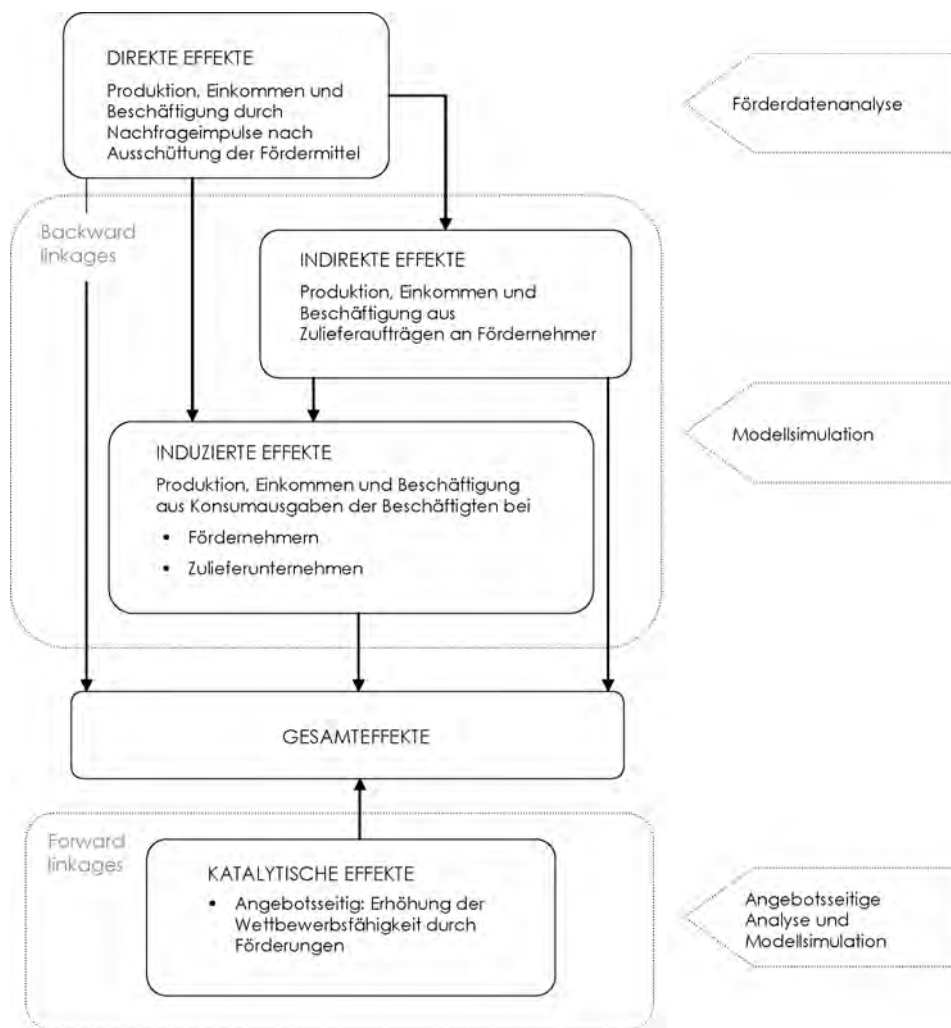 DIREKTE EFFEKTE
Produktion, Einkommen und
Beschäftigung durch
Nachfrageimpulse nach
Ausschüttung der Fördermittel
Förderdatenanalyse
Backward
linkages
INDIREKTE EFFEKTE
Produktion, Einkommen und
Beschäftigung aus
Zulieferaufträgen an Fördernehmer
Modellsimulation
INDUZIERTE EFFEKTE
Produktion, Einkommen und Beschäftigung
aus Konsumausgaben der Beschäftigten bei
• Fördernehmern
• Zulieferunternehmen
GESAMTEFFEKTE
Forward
linkages
KATALYTISCHE EFFEKTE
• Angebotsseitig: Erhöhung der
Wettbewerbsfähigkeit durch
Förderungen
Angebotsseitige
Analyse und
Modellsimulation